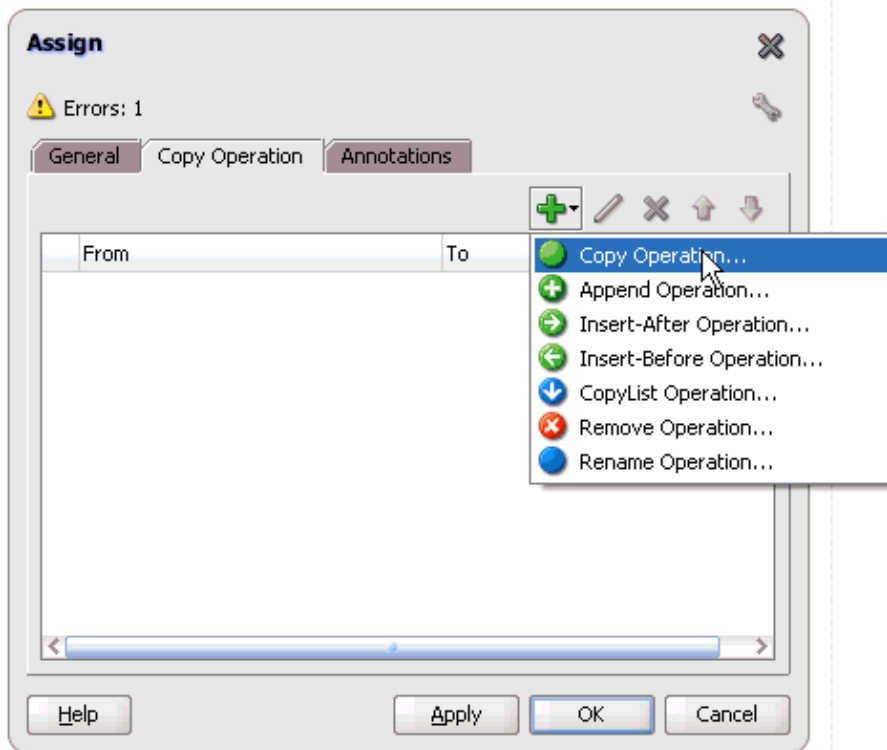 Assign
Errors: 1
General Copy Operation Annotations
From To
Copy Operation...
Append Operation...
Insert-After Operation...
Insert-Before Operation...
CopyList Operation...
Remove Operation...
Rename Operation...
Help Apply OK Cancel